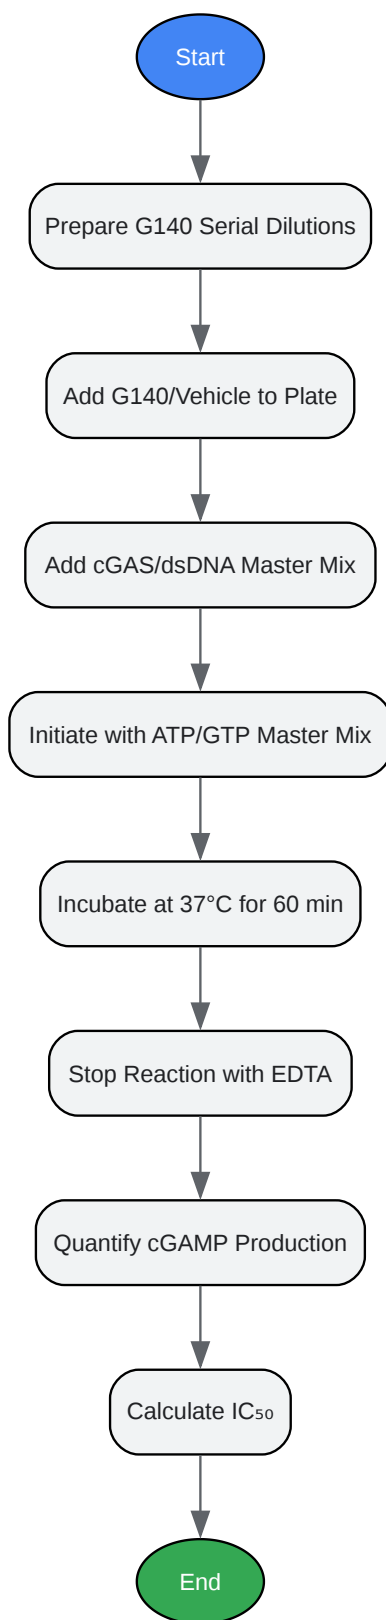 Start
Prepare G140 Serial Dilutions
Add G140/Vehicle to Plate
Add cGAS/dsDNA Master Mix
Initiate with ATP/GTP Master Mix
Incubate at 37°C for 60 min
Stop Reaction with EDTA
Quantify cGAMP Production
Calculate IC₅₀
End